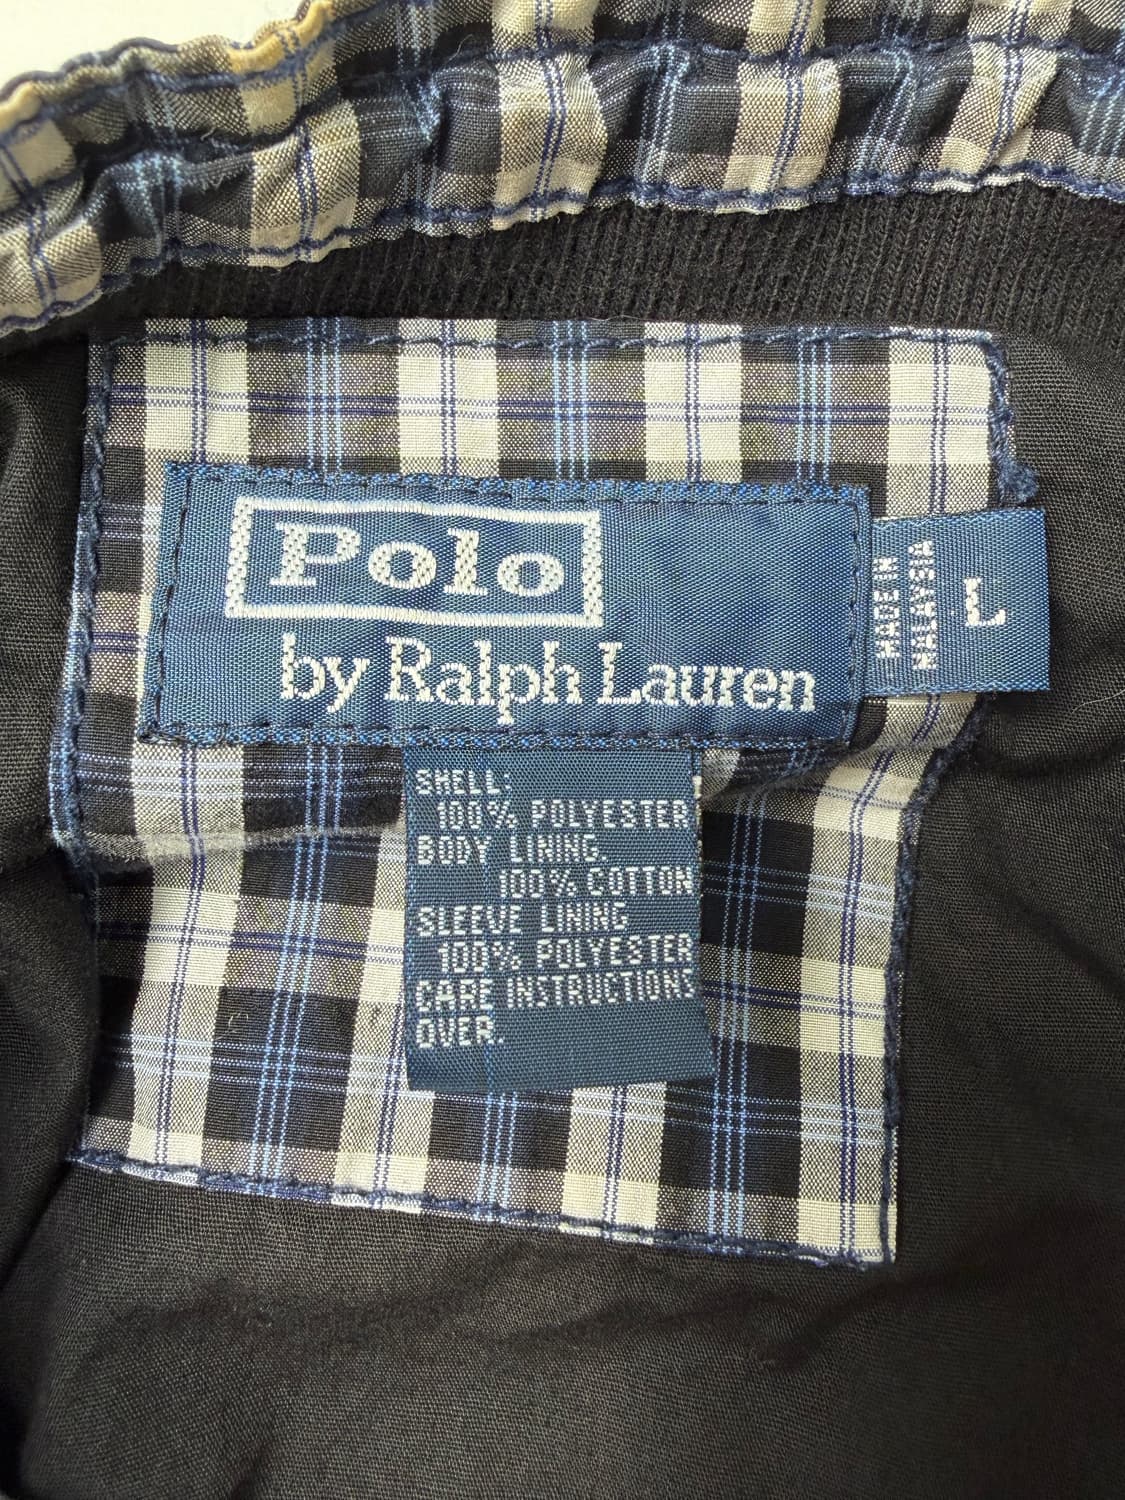 Polo
by Ralph Lauren
MADE IN
MALAYSIA
L
SHELL:
100% POLYESTER
BODY LINING.
100% COTTON
SLEEVE LINING
100% POLYESTER
CARE INSTRUCTIONS
OVER.